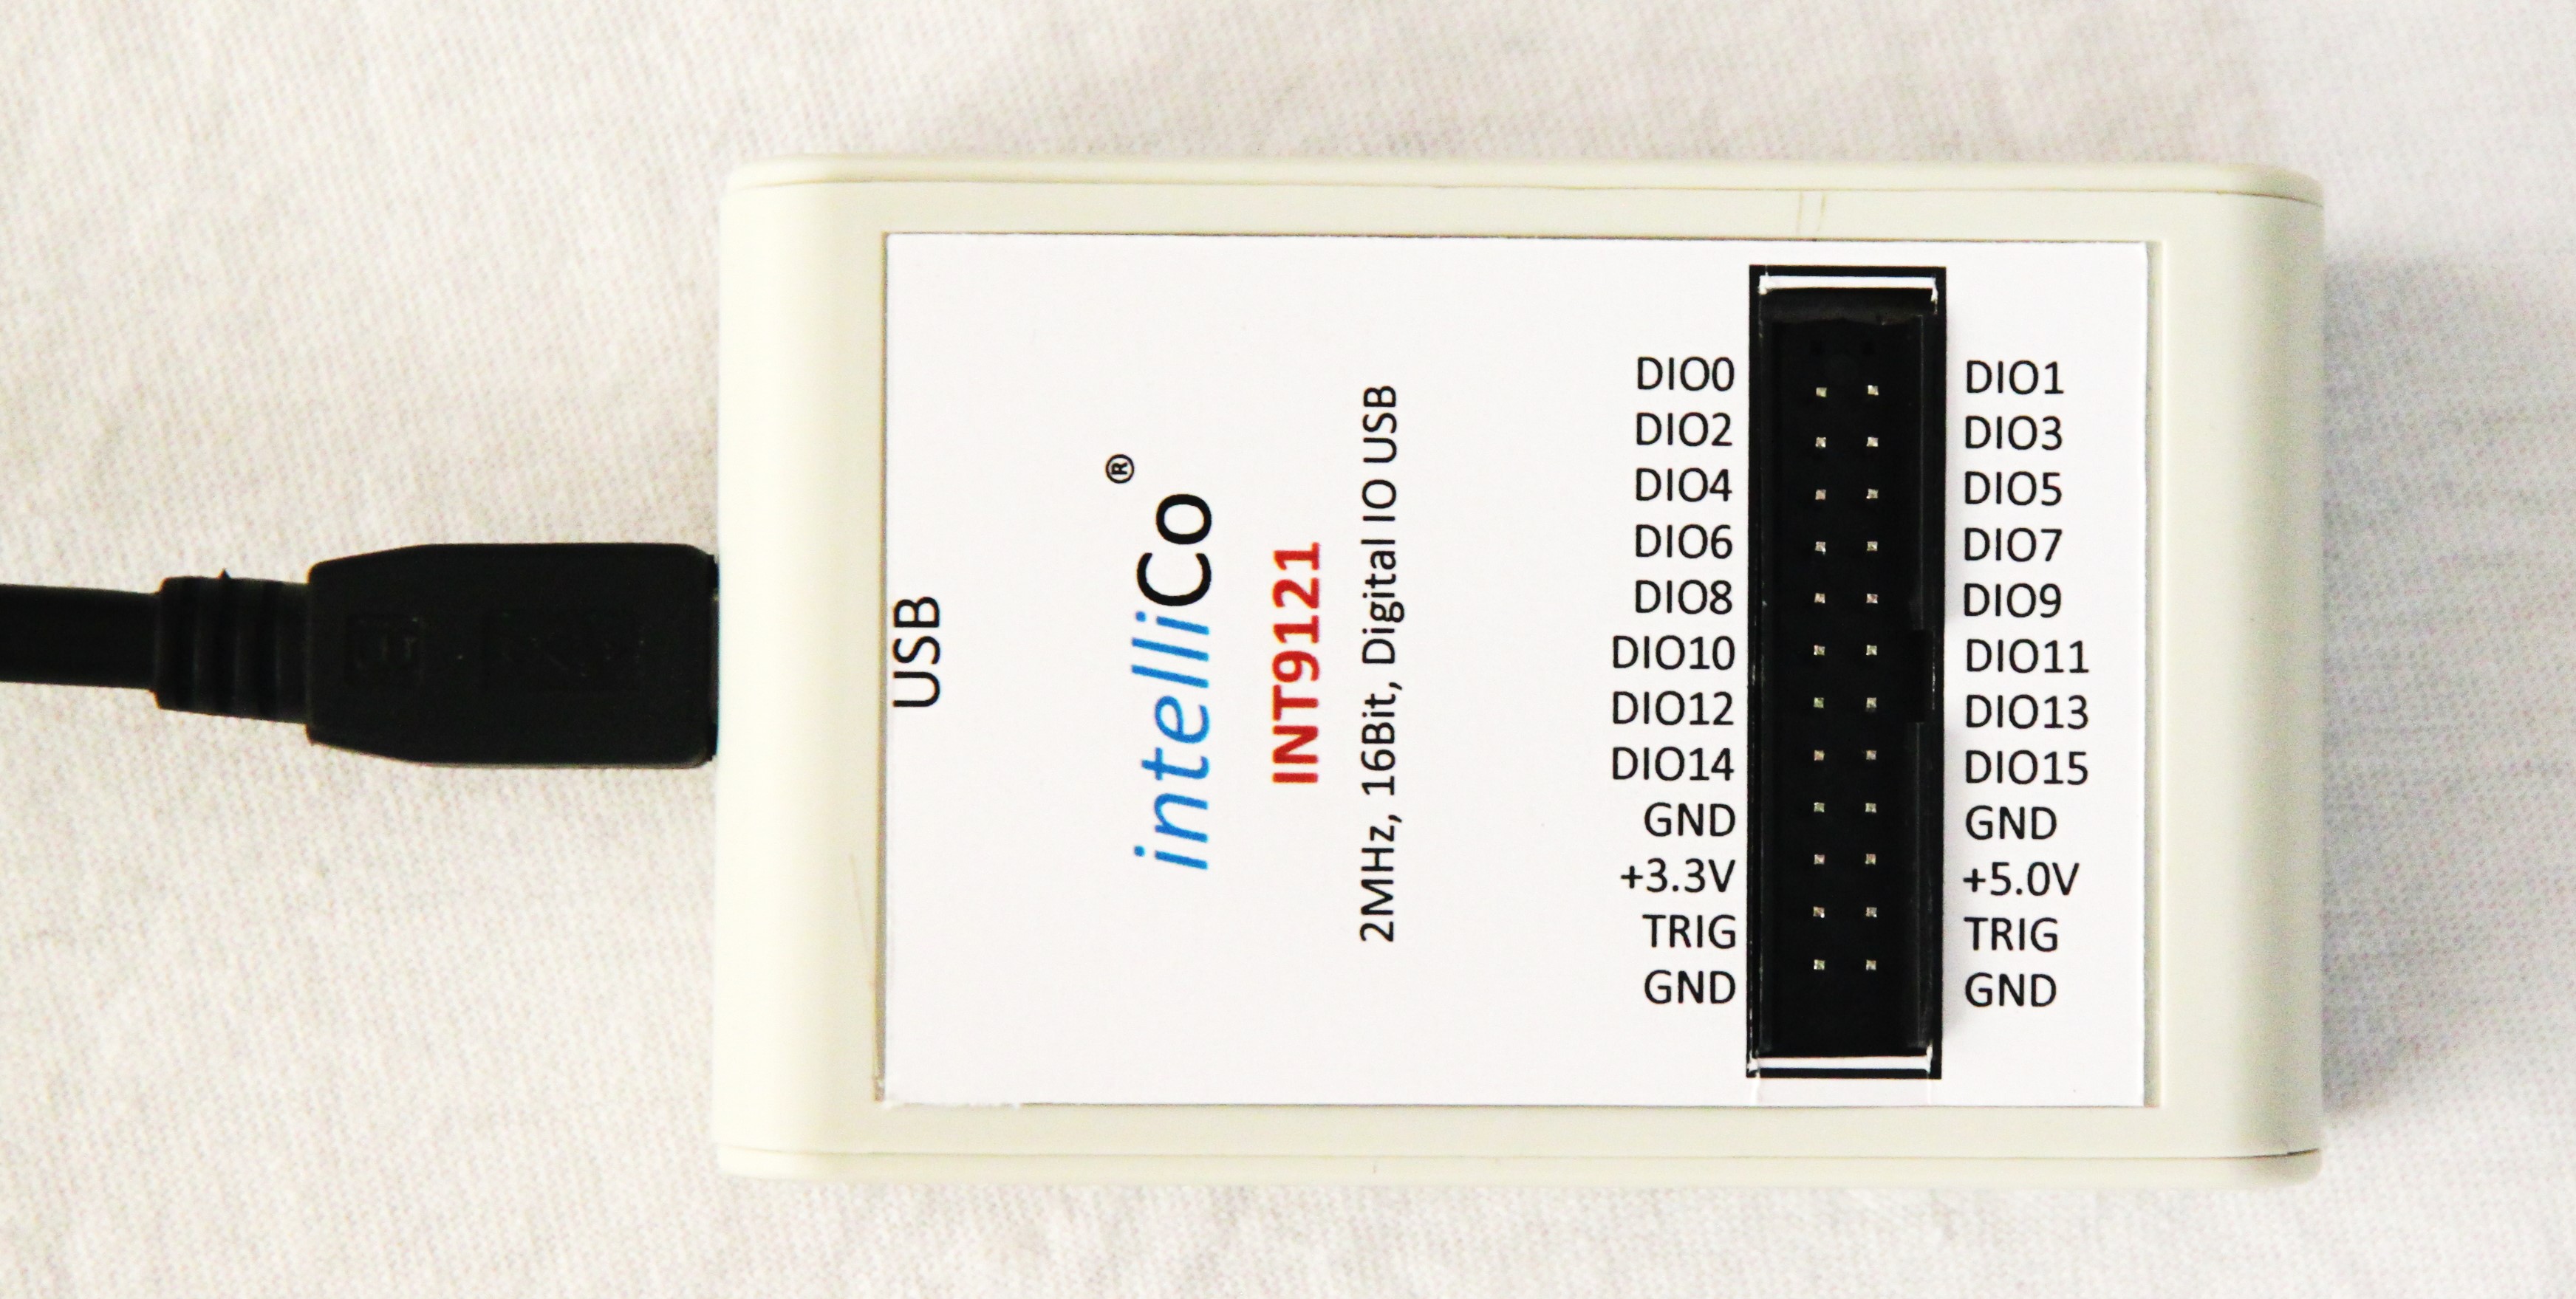 USB
intelliCo®
INT9121
2MHz, 16Bit, Digital IO USB
DIO0 DIO1
DIO2 DIO3
DIO4 DIO5
DIO6 DIO7
DIO8 DIO9
DIO10 DIO11
DIO12 DIO13
DIO14 DIO15
GND GND
+3.3V +5.0V
TRIG TRIG
GND GND